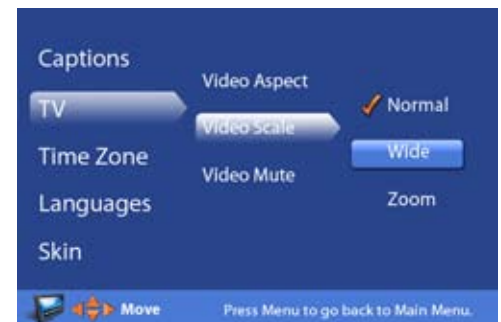 Captions
TV
Time Zone
Languages
Skin
Video Aspect
Video Scale
Video Mute
Normal
Wide
Zoom
Move
Press Menu to go back to Main Menu.